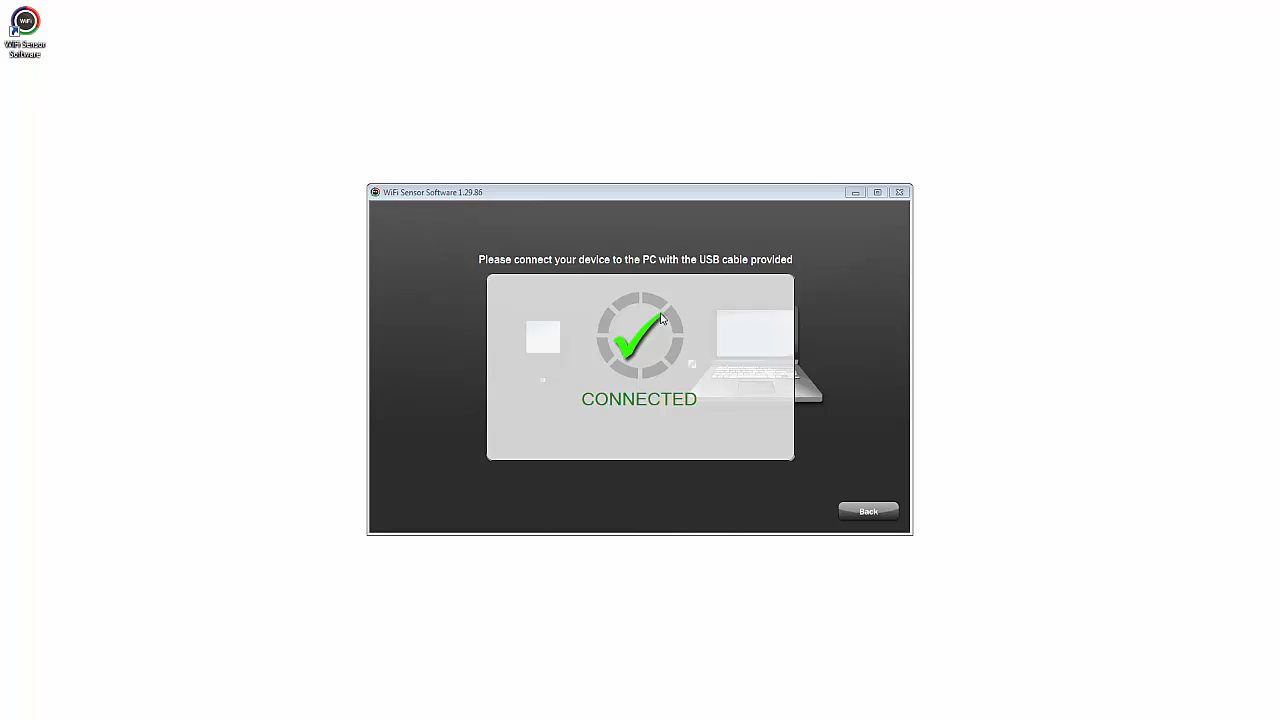 WiFi
WiFi Sensor
Software
WiFi Sensor Software 1.29.86
Please connect your device to the PC with the USB cable provided
CONNECTED
Back